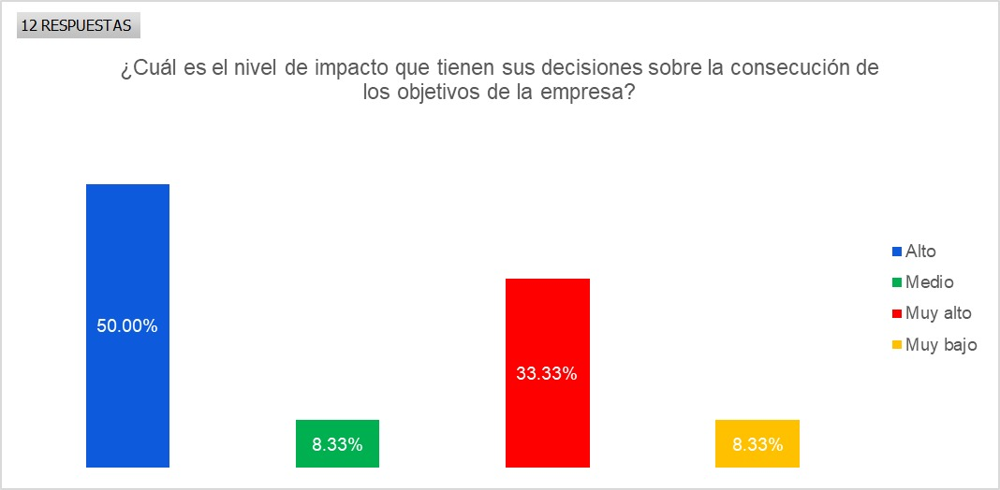 12 RESPUESTAS
¿Cuál es el nivel de impacto que tienen sus decisiones sobre la consecución de
los objetivos de la empresa?
50.00%
8.33%
33.33%
8.33%
Alto
Medio
Muy alto
Muy bajo